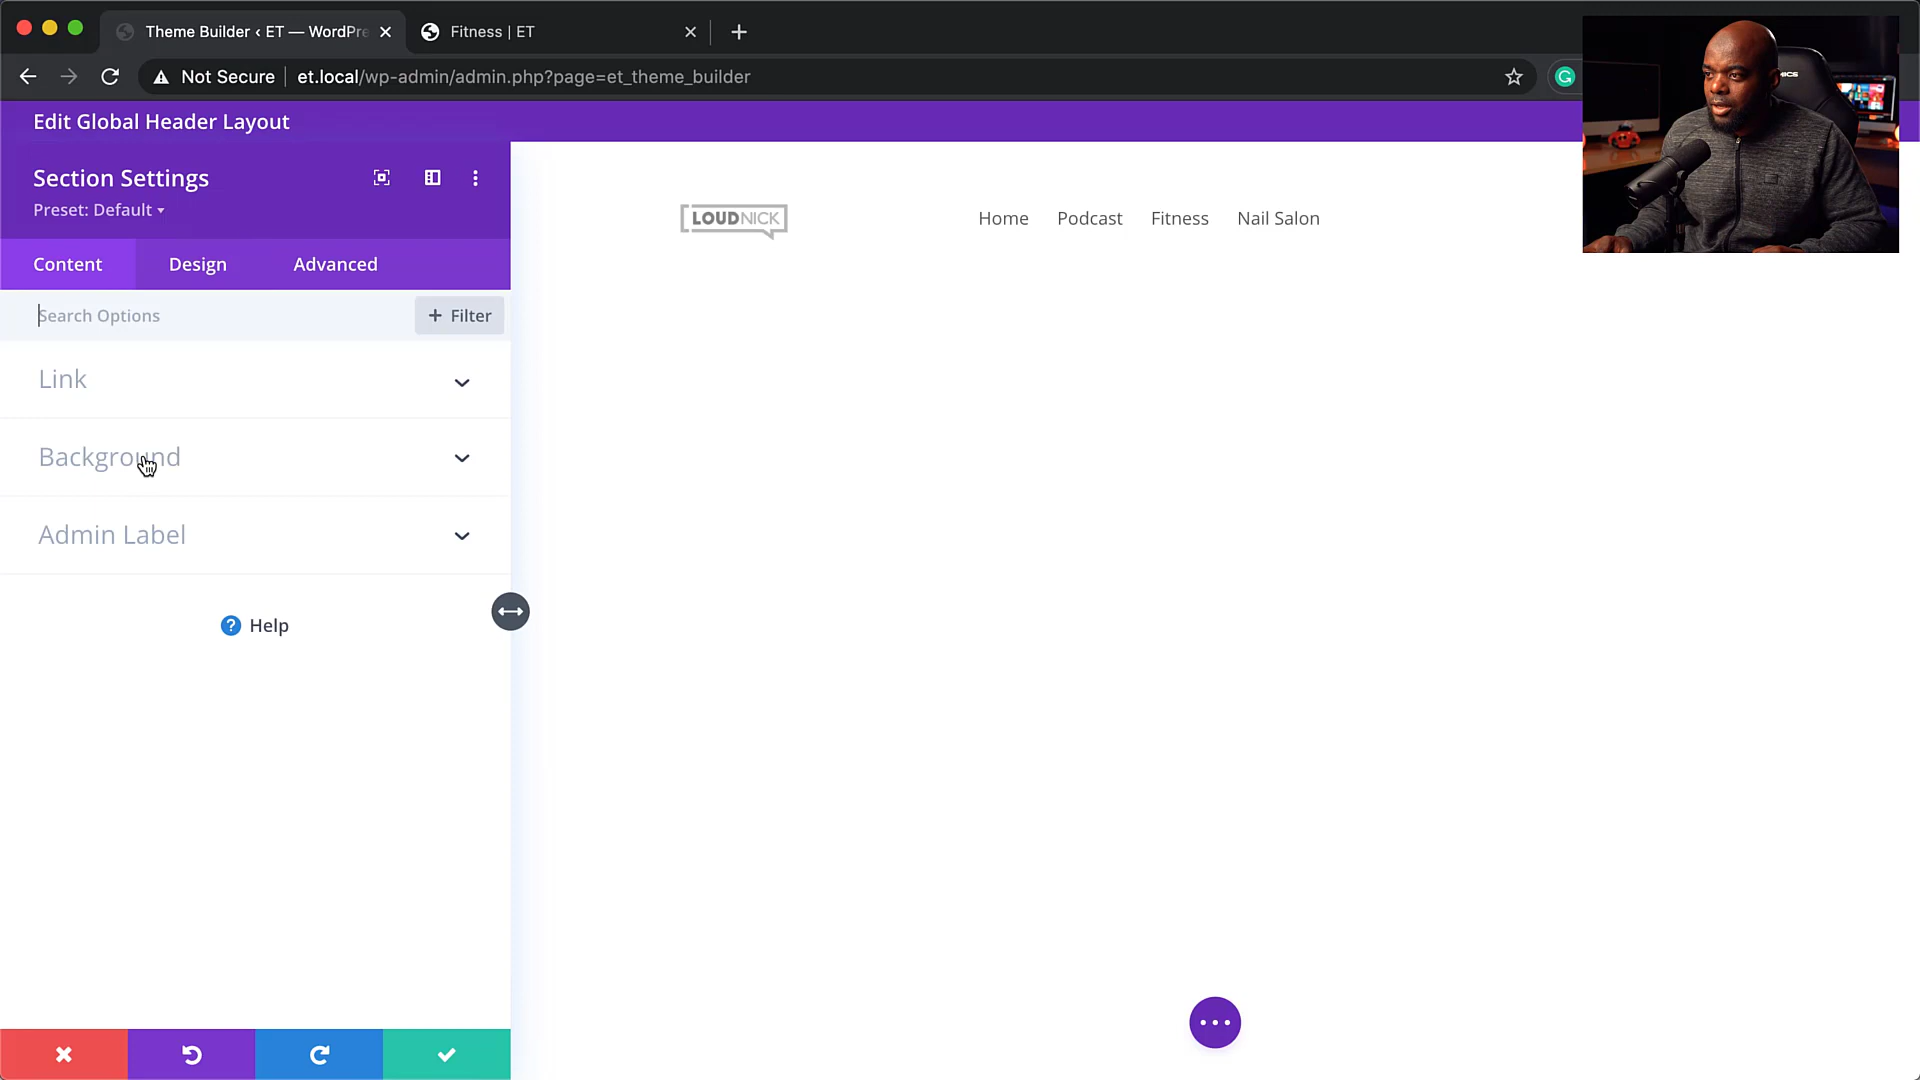 Theme Builder ‹ ET — WordPre
Fitness | ET
Not Secure
et.local/wp-admin/admin.php?page=et_theme_builder
Edit Global Header Layout
Section Settings
Preset: Default
Content
Design
Advanced
Search Options
+ Filter
Link
Background
Admin Label
? Help
LOUDNICK
Home
Podcast
Fitness
Nail Salon